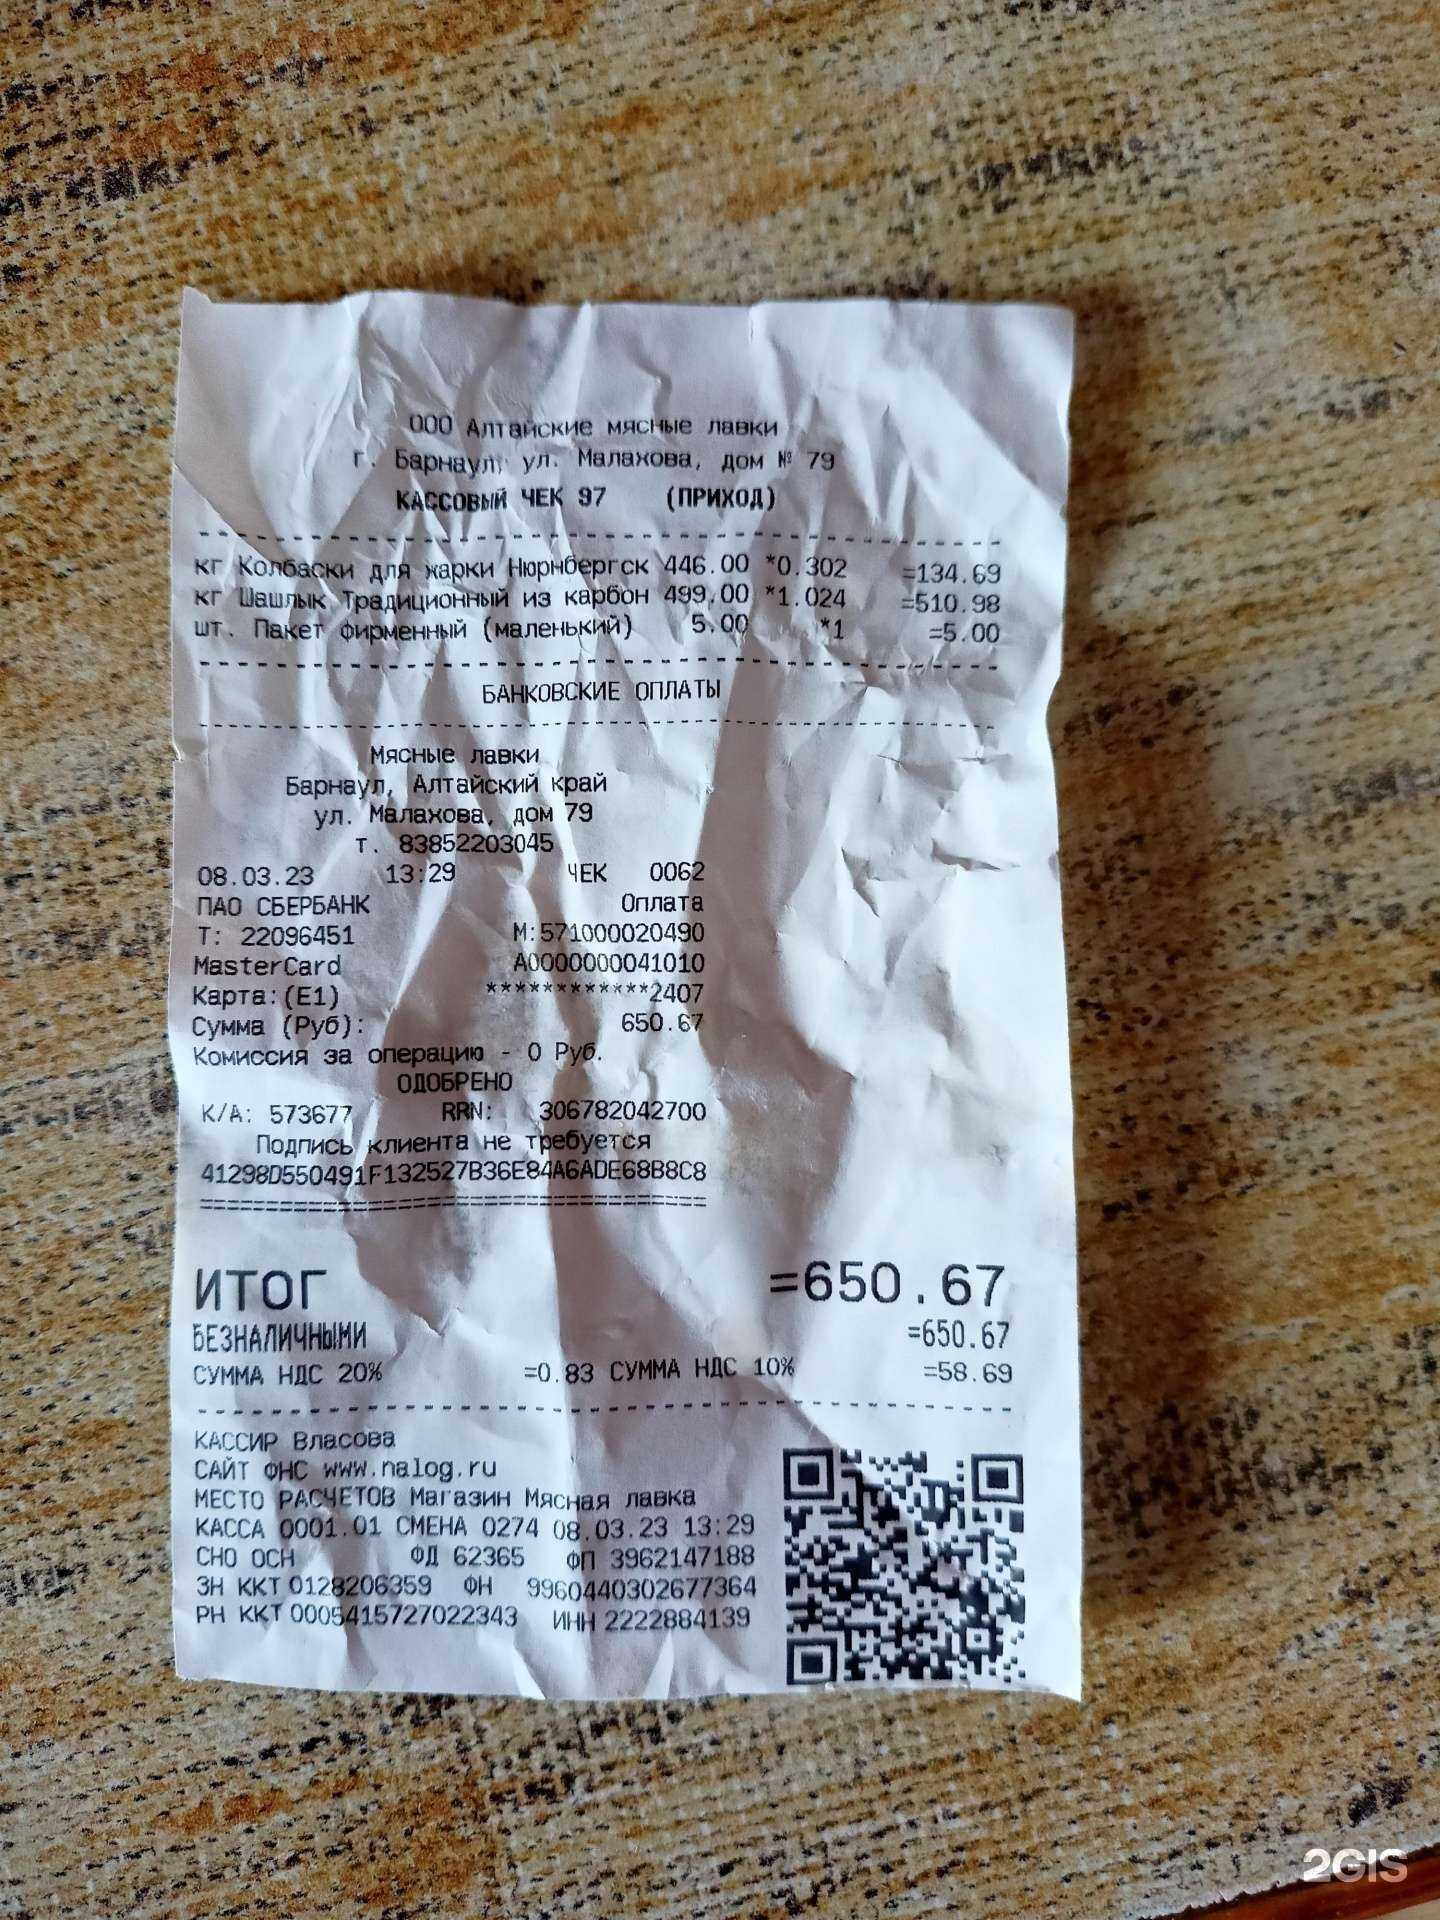 ООО Алтайские мясные лавки
г. Барнаул, ул. Малахова, дом № 79
КАССОВЫЙ ЧЕК 97 (ПРИХОД)
кг Колбаски для жарки Нюрнбергск 446.00 *0.302 =134.69
кг Шашлык Традиционный из карбон 499.00 *1.024 =510.98
шт. Пакет фирменный (маленький) 5.00 *1 =5.00
БАНКОВСКИЕ ОПЛАТЫ
Мясные лавки
Барнаул, Алтайский край
ул. Малахова, дом 79
т. 83852203045
08.03.23 13:29 ЧЕК 0062
ПАО СБЕРБАНК Оплата
Т: 22096451 М:571000020490
MasterCard A0000000041010
Карта:(E1) ************2407
Сумма (Руб): 650.67
Комиссия за операцию - 0 Руб.
ОДОБРЕНО
К/А: 573677 RRN: 306782042700
Подпись клиента не требуется
41298D550491F132527B36E84A6ADE68B8C8
==================================
ИТОГ =650.67
БЕЗНАЛИЧНЫМИ =650.67
СУММА НДС 20% =0.83 СУММА НДС 10% =58.69
КАССИР Власова
САЙТ ФНС www.nalog.ru
МЕСТО РАСЧЕТОВ Магазин Мясная лавка
КАССА 0001.01 СМЕНА 0274 08.03.23 13:29
СНО ОСН ФД 62365 ФП 3962147188
ЗН ККТ 0128206359 ФН 9960440302677364
РН ККТ 0005415727022343 ИНН 2222884139
2GIS